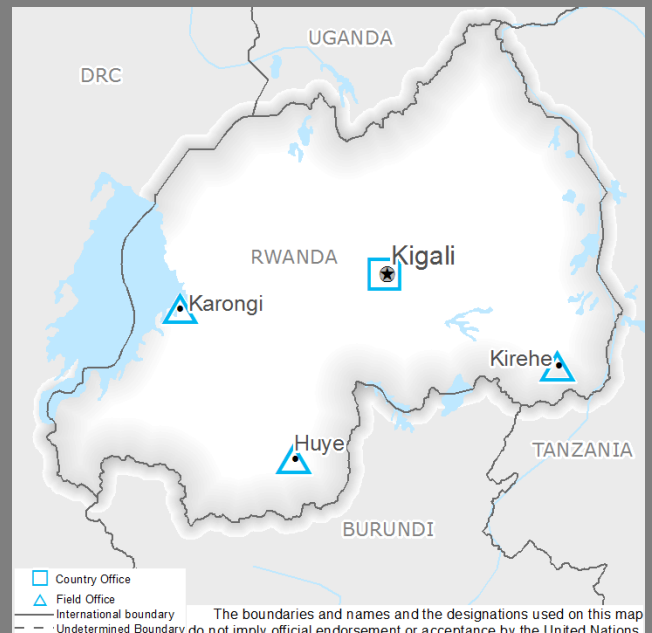 UGANDA
DRC
RWANDA
Kigali
Karongi
Kirehe
Huye
TANZANIA
BURUNDI
Country Office
Field Office
International boundary
Undetermined Boundary
The boundaries and names and the designations used on this map
do not imply official endorsement or acceptance by the United Nations.